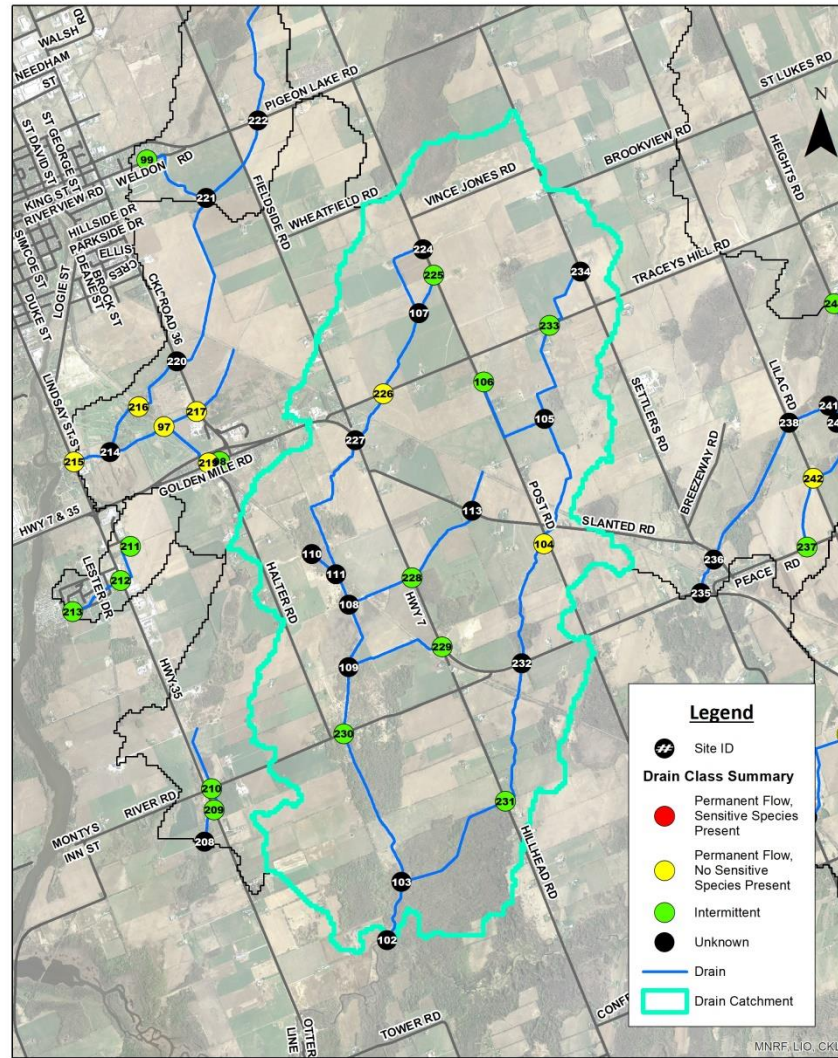 WALSH RD
NEEDHAM ST
PIGEON LAKE RD
ST LUKES RD
N
ST GEORGE ST
ST DAVID ST
KING ST
RIVERVIEW RD
WELDON RD
FIELDSIDE RD
WHEATFIELD RD
VINCE JONES RD
BROOKVIEW RD
HEIGHTS RD
HILLSIDE DR
PARKSIDE DR
ELLIS CRES
BROCK ST
DEANE ST
SIMCOE ST
DUKE ST
LOGIE ST
CKL ROAD 36
TRACEYS HILL RD
LINDSAY ST S
SETTLERS RD
LILAC RD
BREEZEWAY RD
GOLDEN MILE RD
HWY 7 & 35
POST RD
SLANTED RD
PEACE RD
LESTER DR
HALTER RD
HWY 7
HWY 35
MONTYS INN ST
RIVER RD
HILLHEAD RD
OTTER LINE
TOWER RD
222
99
221
224
225
234
107
233
220
106
226
216
217
97
105
227
214
215
219
238
241
242
113
104
211
110
236
237
212
111
228
235
213
108
229
232
109
230
210
209
231
208
103
102
Legend
# Site ID
Drain Class Summary
Permanent Flow,
Sensitive Species
Present
Permanent Flow,
No Sensitive
Species Present
Intermittent
Unknown
Drain
Drain Catchment